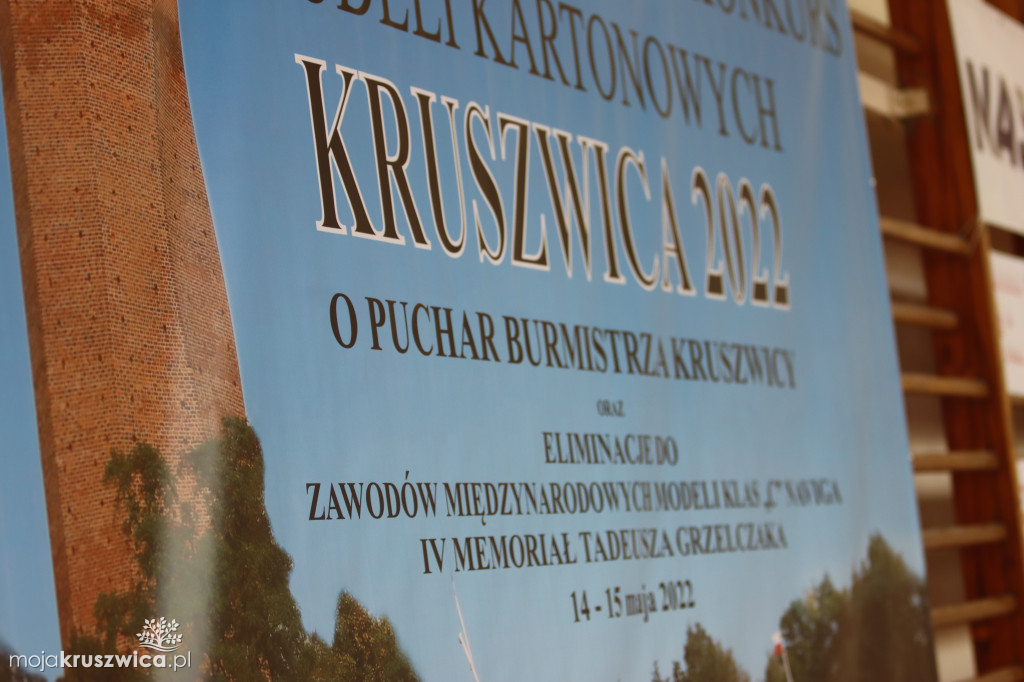 KONKURS
MODELI KARTONOWYCH
KRUSZWICA 2022
O PUCHAR BURMISTRZA KRUSZWICY
ORAZ
ELIMINACJE DO
ZAWODÓW MIĘDZYNARODOWYCH MODELI KLAS „C" NAVIGA
IV MEMORIAŁ TADEUSZA GRZELCZAKA
14 - 15 maja 2022
mojakruszwica.pl